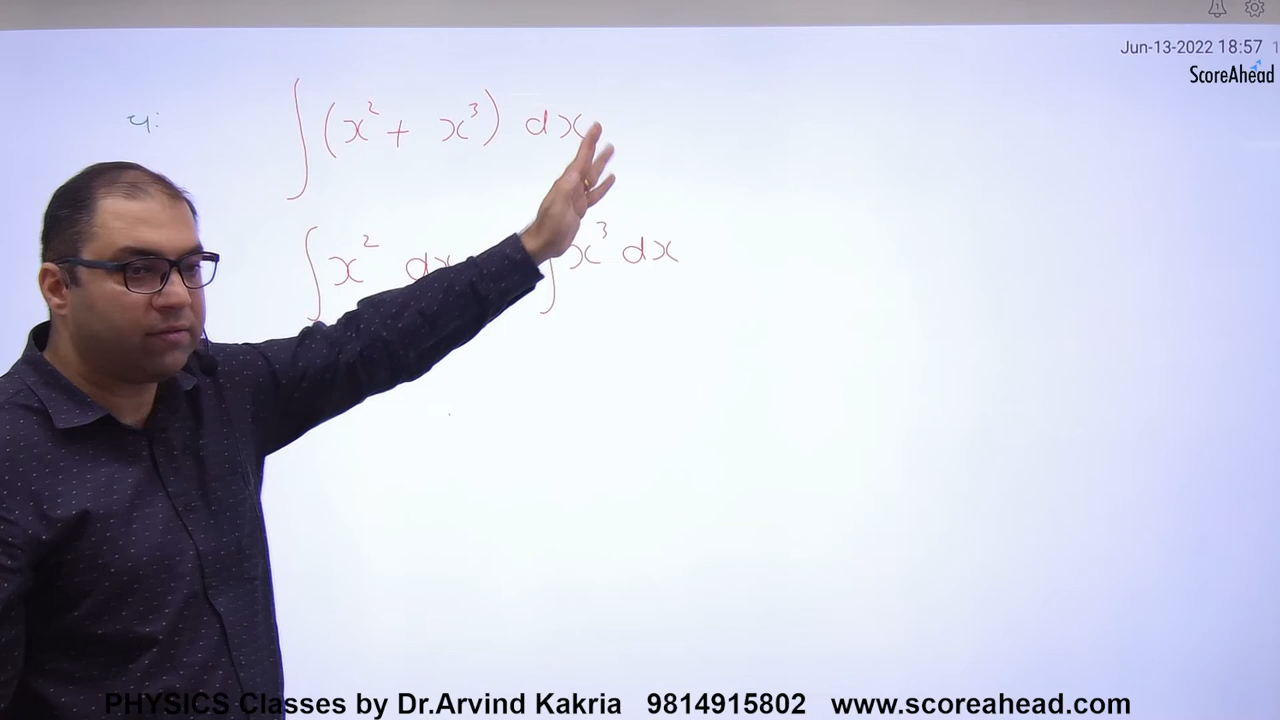 Jun-13-2022 18:57 1
ScoreAhead
4:
∫ (x² + x³) dx
∫ x² dx ∫ x³ dx
PHYSICS Classes by Dr.Arvind Kakria 9814915802 www.scoreahead.com